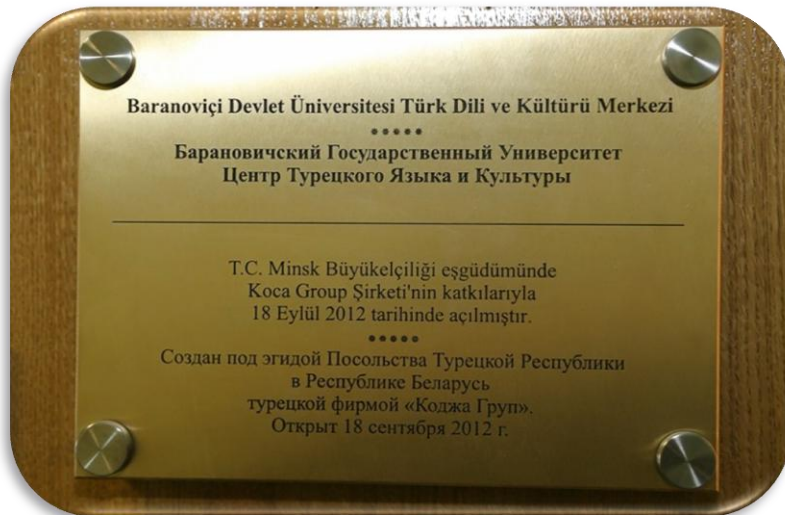 Baranoviçi Devlet Üniversitesi Türk Dili ve Kültürü Merkezi
•••••
Барановичский Государственный Университет
Центр Турецкого Языка и Культуры
T.C. Minsk Büyükelçiliği eşgüdümünde
Koca Group Şirketi'nin katkılarıyla
18 Eylül 2012 tarihinde açılmıştır.
•••••
Создан под эгидой Посольства Турецкой Республики
в Республике Беларусь
турецкой фирмой «Коджа Груп».
Открыт 18 сентября 2012 г.